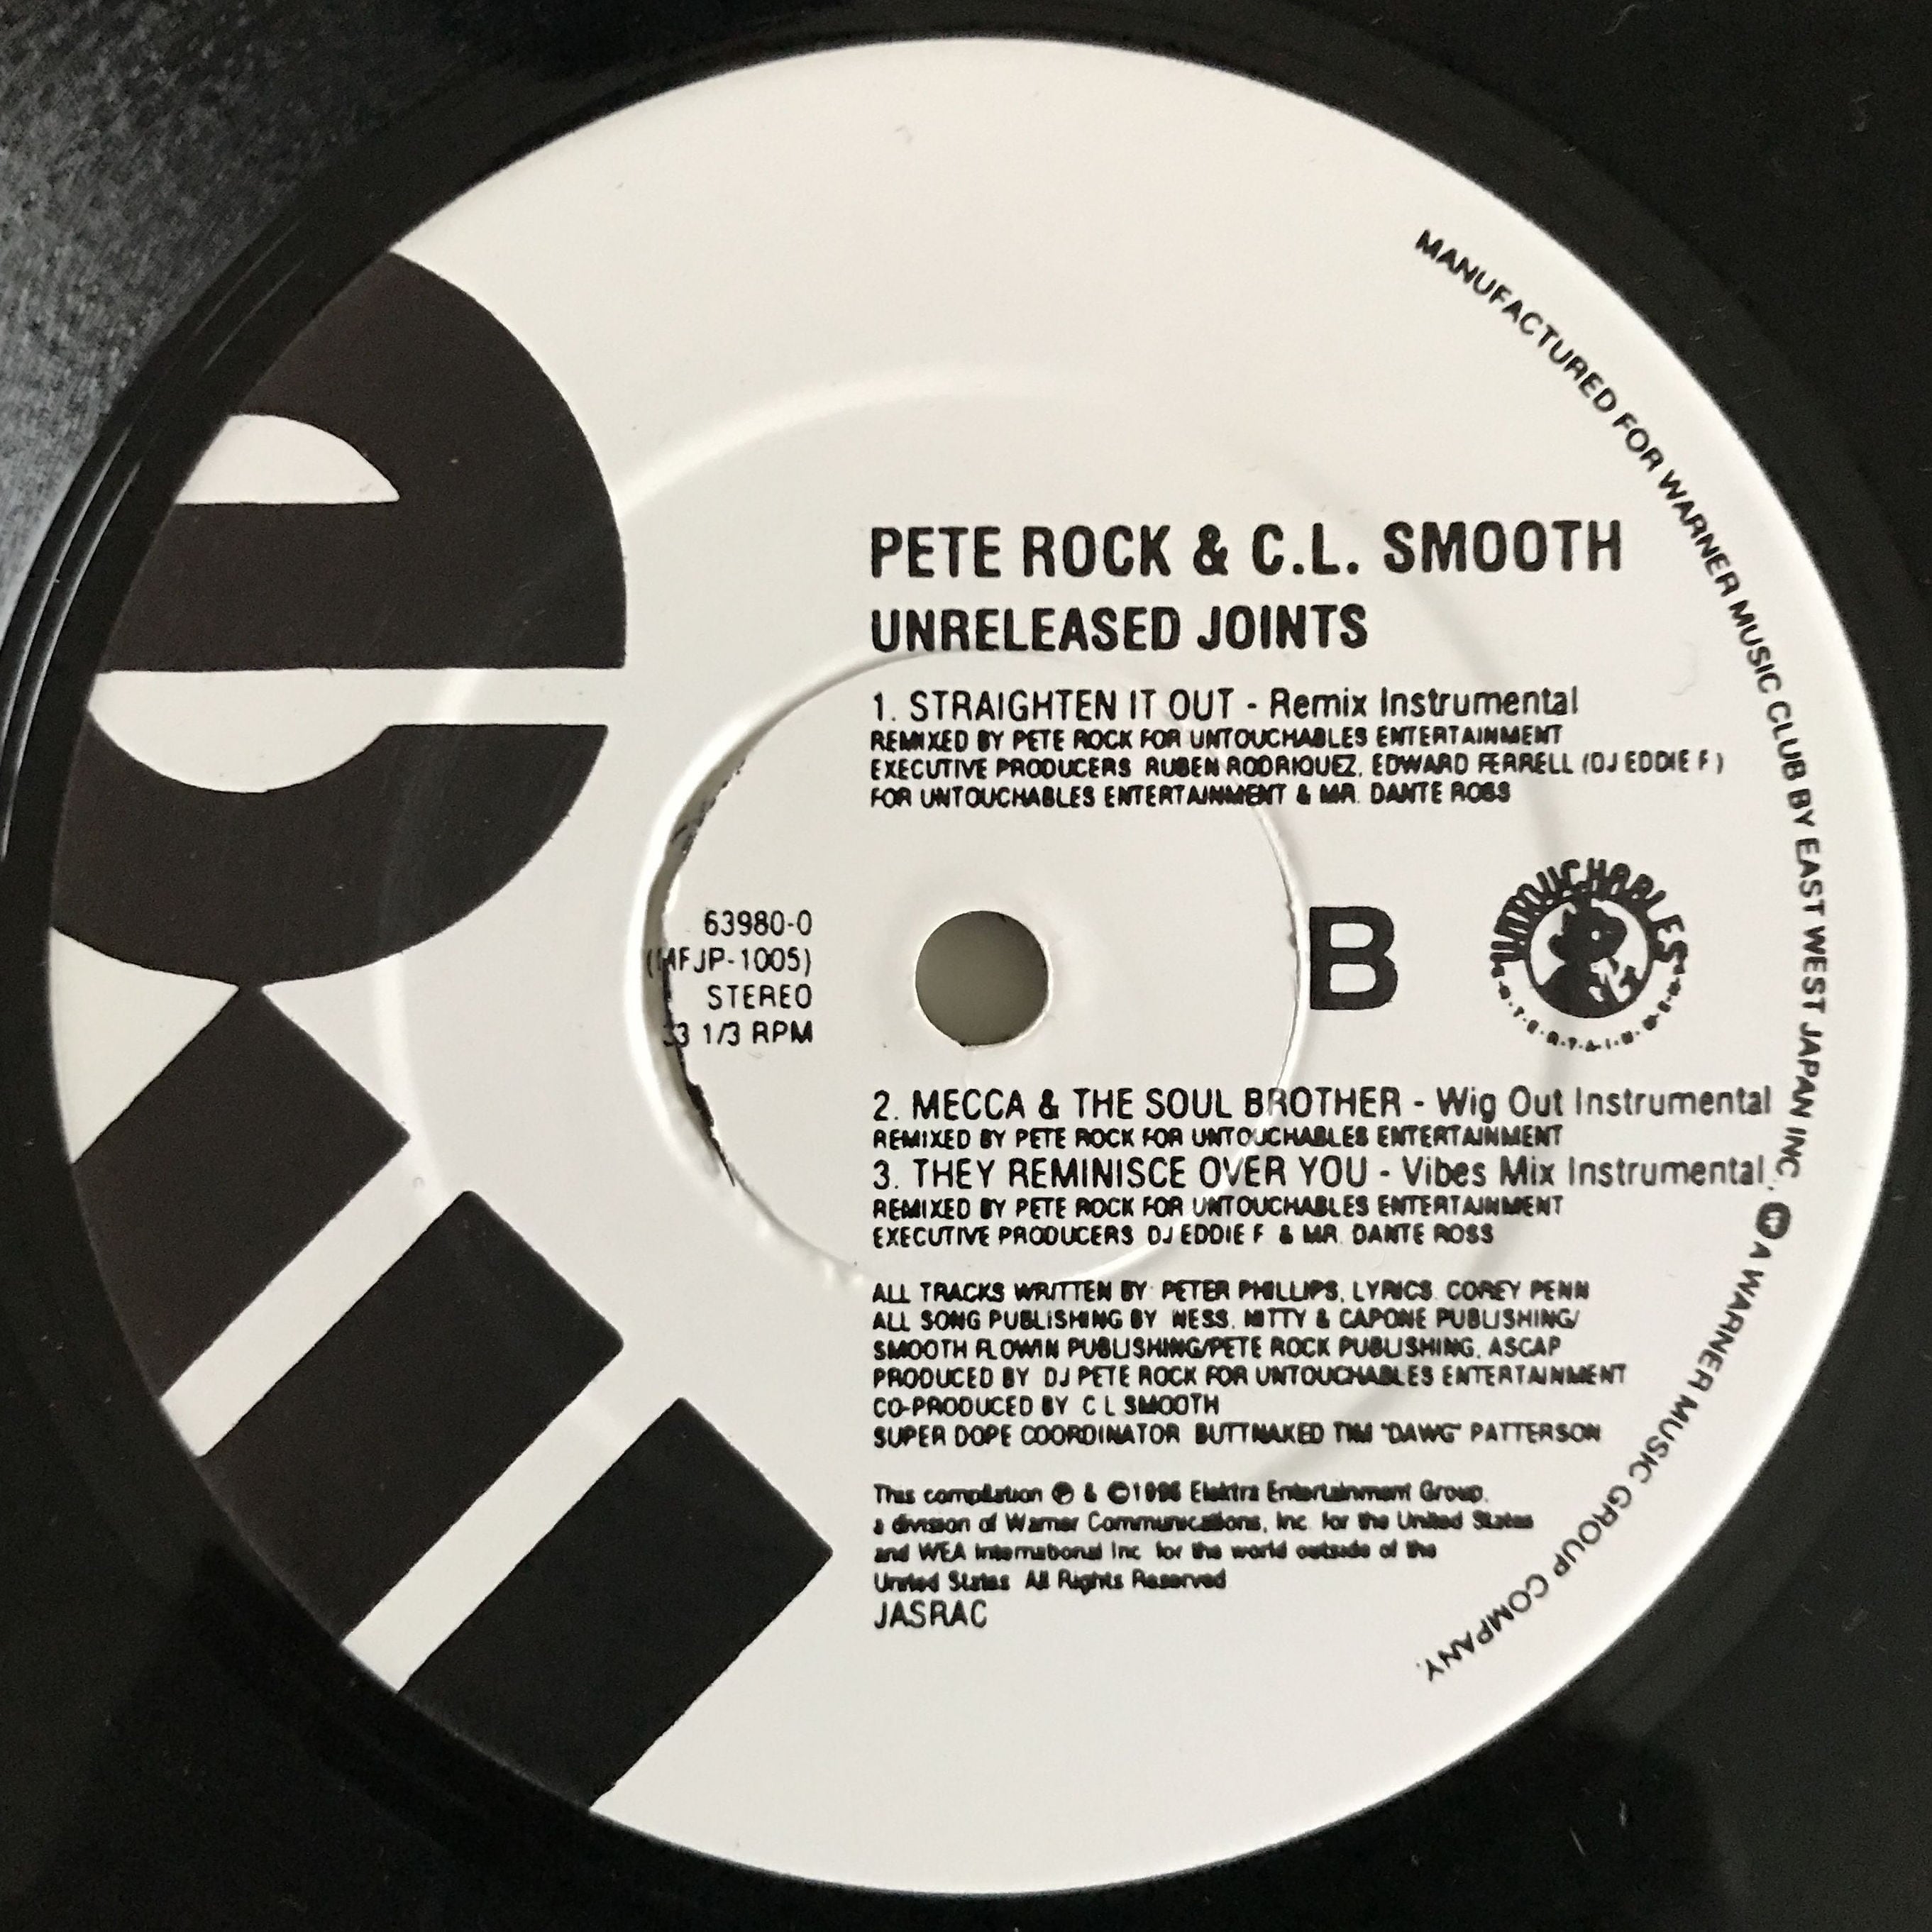 PETE ROCK & C.L. SMOOTH
UNRELEASED JOINTS
1. STRAIGHTEN IT OUT - Remix Instrumental
REMIXED BY PETE ROCK FOR UNTOUCHABLES ENTERTAINMENT
EXECUTIVE PRODUCERS RUBEN RODRIQUEZ, EDWARD FERRELL (DJ EDDIE F)
FOR UNTOUCHABLES ENTERTAINMENT & MR. DANTE ROSS
63980-0
(MFJP-1005)
STEREO
33 1/3 RPM
B
UNTOUCHABLES
ENTERTAINMENT
2. MECCA & THE SOUL BROTHER - Wig Out Instrumental
REMIXED BY PETE ROCK FOR UNTOUCHABLES ENTERTAINMENT
3. THEY REMINISCE OVER YOU - Vibes Mix Instrumental
REMIXED BY PETE ROCK FOR UNTOUCHABLES ENTERTAINMENT
EXECUTIVE PRODUCERS DJ EDDIE F & MR. DANTE ROSS
ALL TRACKS WRITTEN BY: PETER PHILLIPS, LYRICS: COREY PENN
ALL SONG PUBLISHING BY NESS, NITTY & CAPONE PUBLISHING/
SMOOTH FLOWIN PUBLISHING/PETE ROCK PUBLISHING, ASCAP
PRODUCED BY DJ PETE ROCK FOR UNTOUCHABLES ENTERTAINMENT
CO-PRODUCED BY C L SMOOTH
SUPER DOPE COORDINATOR BUTTNAKED TIM "DAWG" PATTERSON
This compilation ℗ & ©1996 Elektra Entertainment Group,
a division of Warner Communications, Inc. for the United States
and WEA International Inc. for the world outside of the
United States. All Rights Reserved
JASRAC
MANUFACTURED FOR WARNER MUSIC CLUB BY EAST WEST JAPAN INC. A WARNER MUSIC GROUP COMPANY.